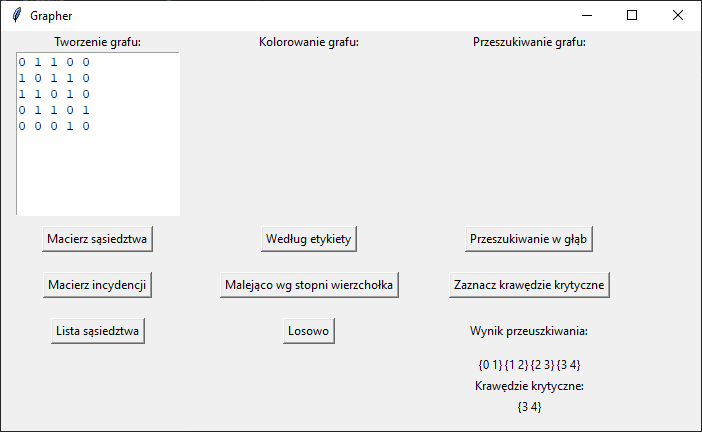 Grapher
Tworzenie grafu:
0 1 1 0 0
1 0 1 1 0
1 1 0 1 0
0 1 1 0 1
0 0 0 1 0
Macierz sąsiedztwa
Macierz incydencji
Lista sąsiedztwa
Kolorowanie grafu:
Według etykiety
Malejąco wg stopni wierzchołka
Losowo
Przeszukiwanie grafu:
Przeszukiwanie w głąb
Zaznacz krawędzie krytyczne
Wynik przeuszkiwania:
{0 1} {1 2} {2 3} {3 4}
Krawędzie krytyczne:
{3 4}